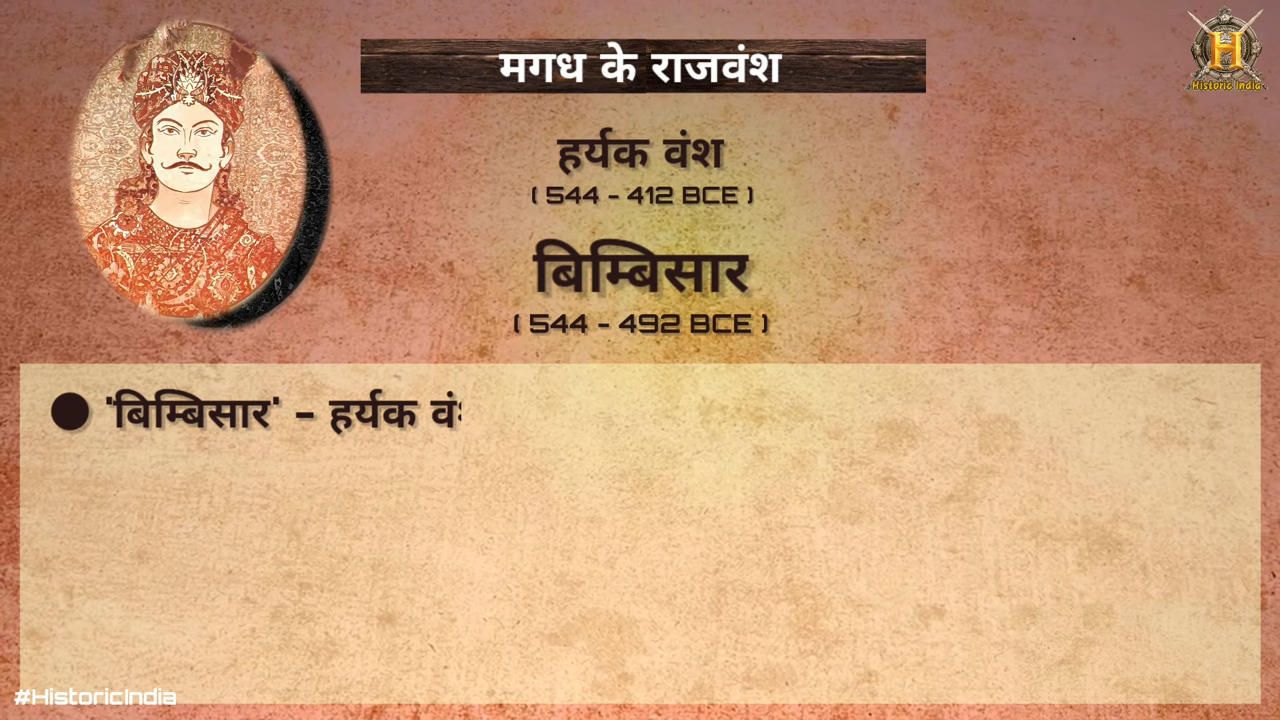 मगध के राजवंश
H
Historic India
हर्यक वंश
( 544 - 412 BCE )
बिम्बिसार
( 544 - 492 BCE )
● 'बिम्बिसार' - हर्यक
#HistoricIndia